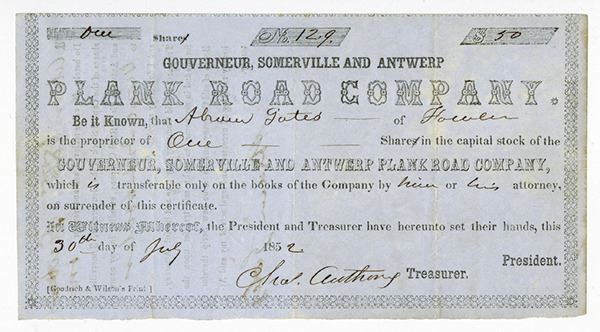 One Share No. 129 $ 50
GOUVERNEUR, SOMERVILLE AND ANTWERP
PLANK ROAD COMPANY.
Be it Known, that Abram Yates of Fowler
is the proprietor of One Share in the capital stock of the
GOUVERNEUR, SOMERVILLE AND ANTWERP PLANK ROAD COMPANY,
which is transferable only on the books of the Company by him or his attorney,
on surrender of this certificate.
In Witness Whereof, the President and Treasurer have hereunto set their hands, this
30th day of July 1852
President.
Chas. Anthony Treasurer.
[Goodrich & Wilson's Print]